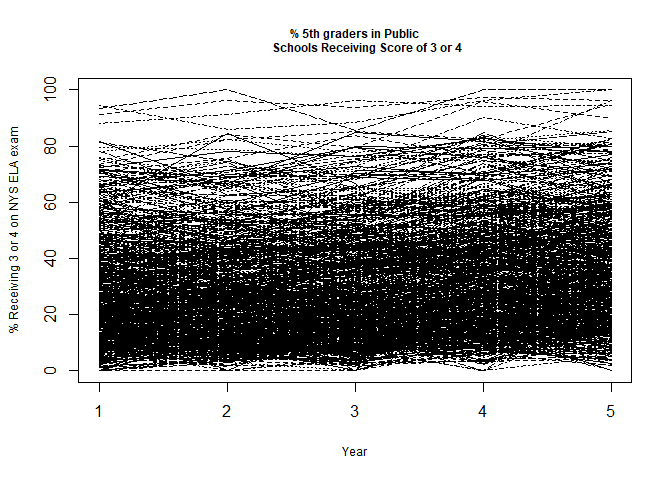 % 5th graders in Public
Schools Receiving Score of 3 or 4
% Receiving 3 or 4 on NYS ELA exam
100
80
60
40
20
0
1 2 3 4 5
Year